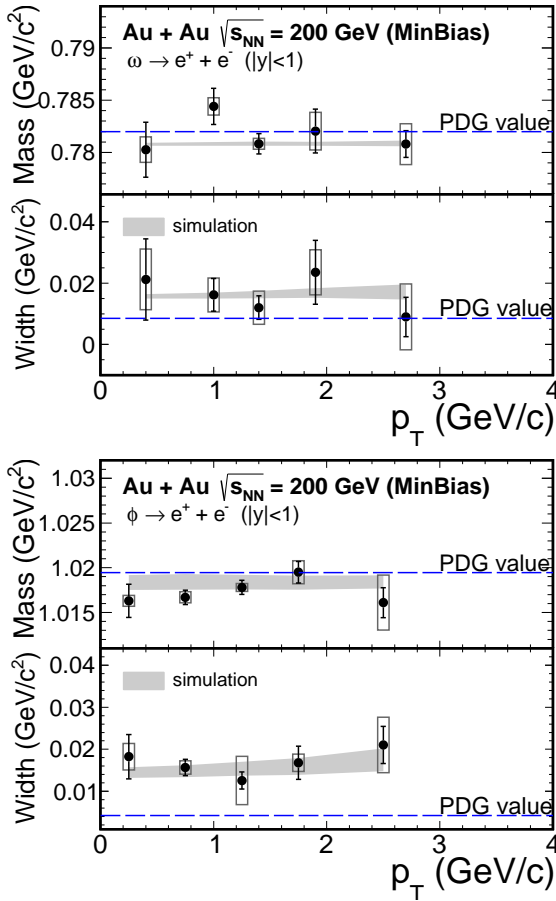 Au + Au √s_NN = 200 GeV (MinBias)
ω → e⁺ + e⁻ (|y|<1)
Mass (GeV/c²)
0.79
0.785
0.78
PDG value
Width (GeV/c²)
0.04
0.02
0
simulation
PDG value
0 1 2 3 4
p_T (GeV/c)
Au + Au √s_NN = 200 GeV (MinBias)
ϕ → e⁺ + e⁻ (|y|<1)
Mass (GeV/c²)
1.03
1.025
1.02
1.015
PDG value
Width (GeV/c²)
0.04
0.03
0.02
0.01
simulation
PDG value
0 1 2 3 4
p_T (GeV/c)